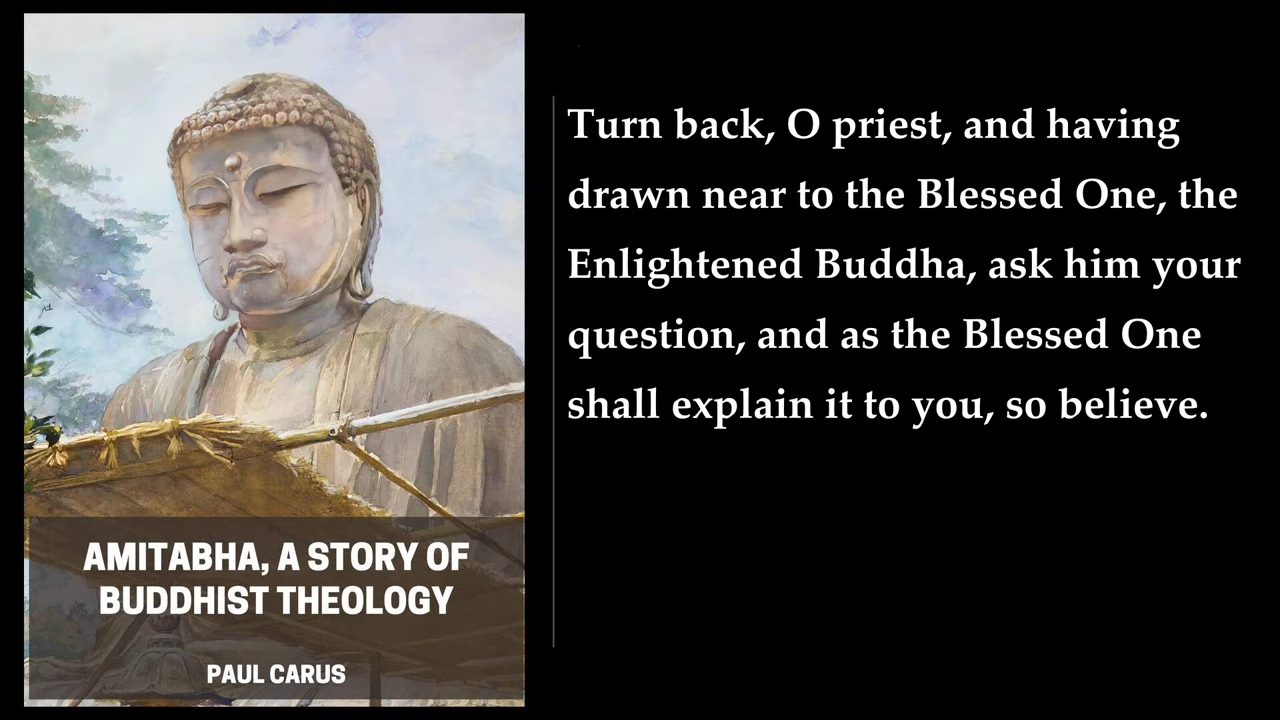 AMITABHA, A STORY OF
BUDDHIST THEOLOGY
PAUL CARUS
Turn back, O priest, and having
drawn near to the Blessed One, the
Enlightened Buddha, ask him your
question, and as the Blessed One
shall explain it to you, so believe.